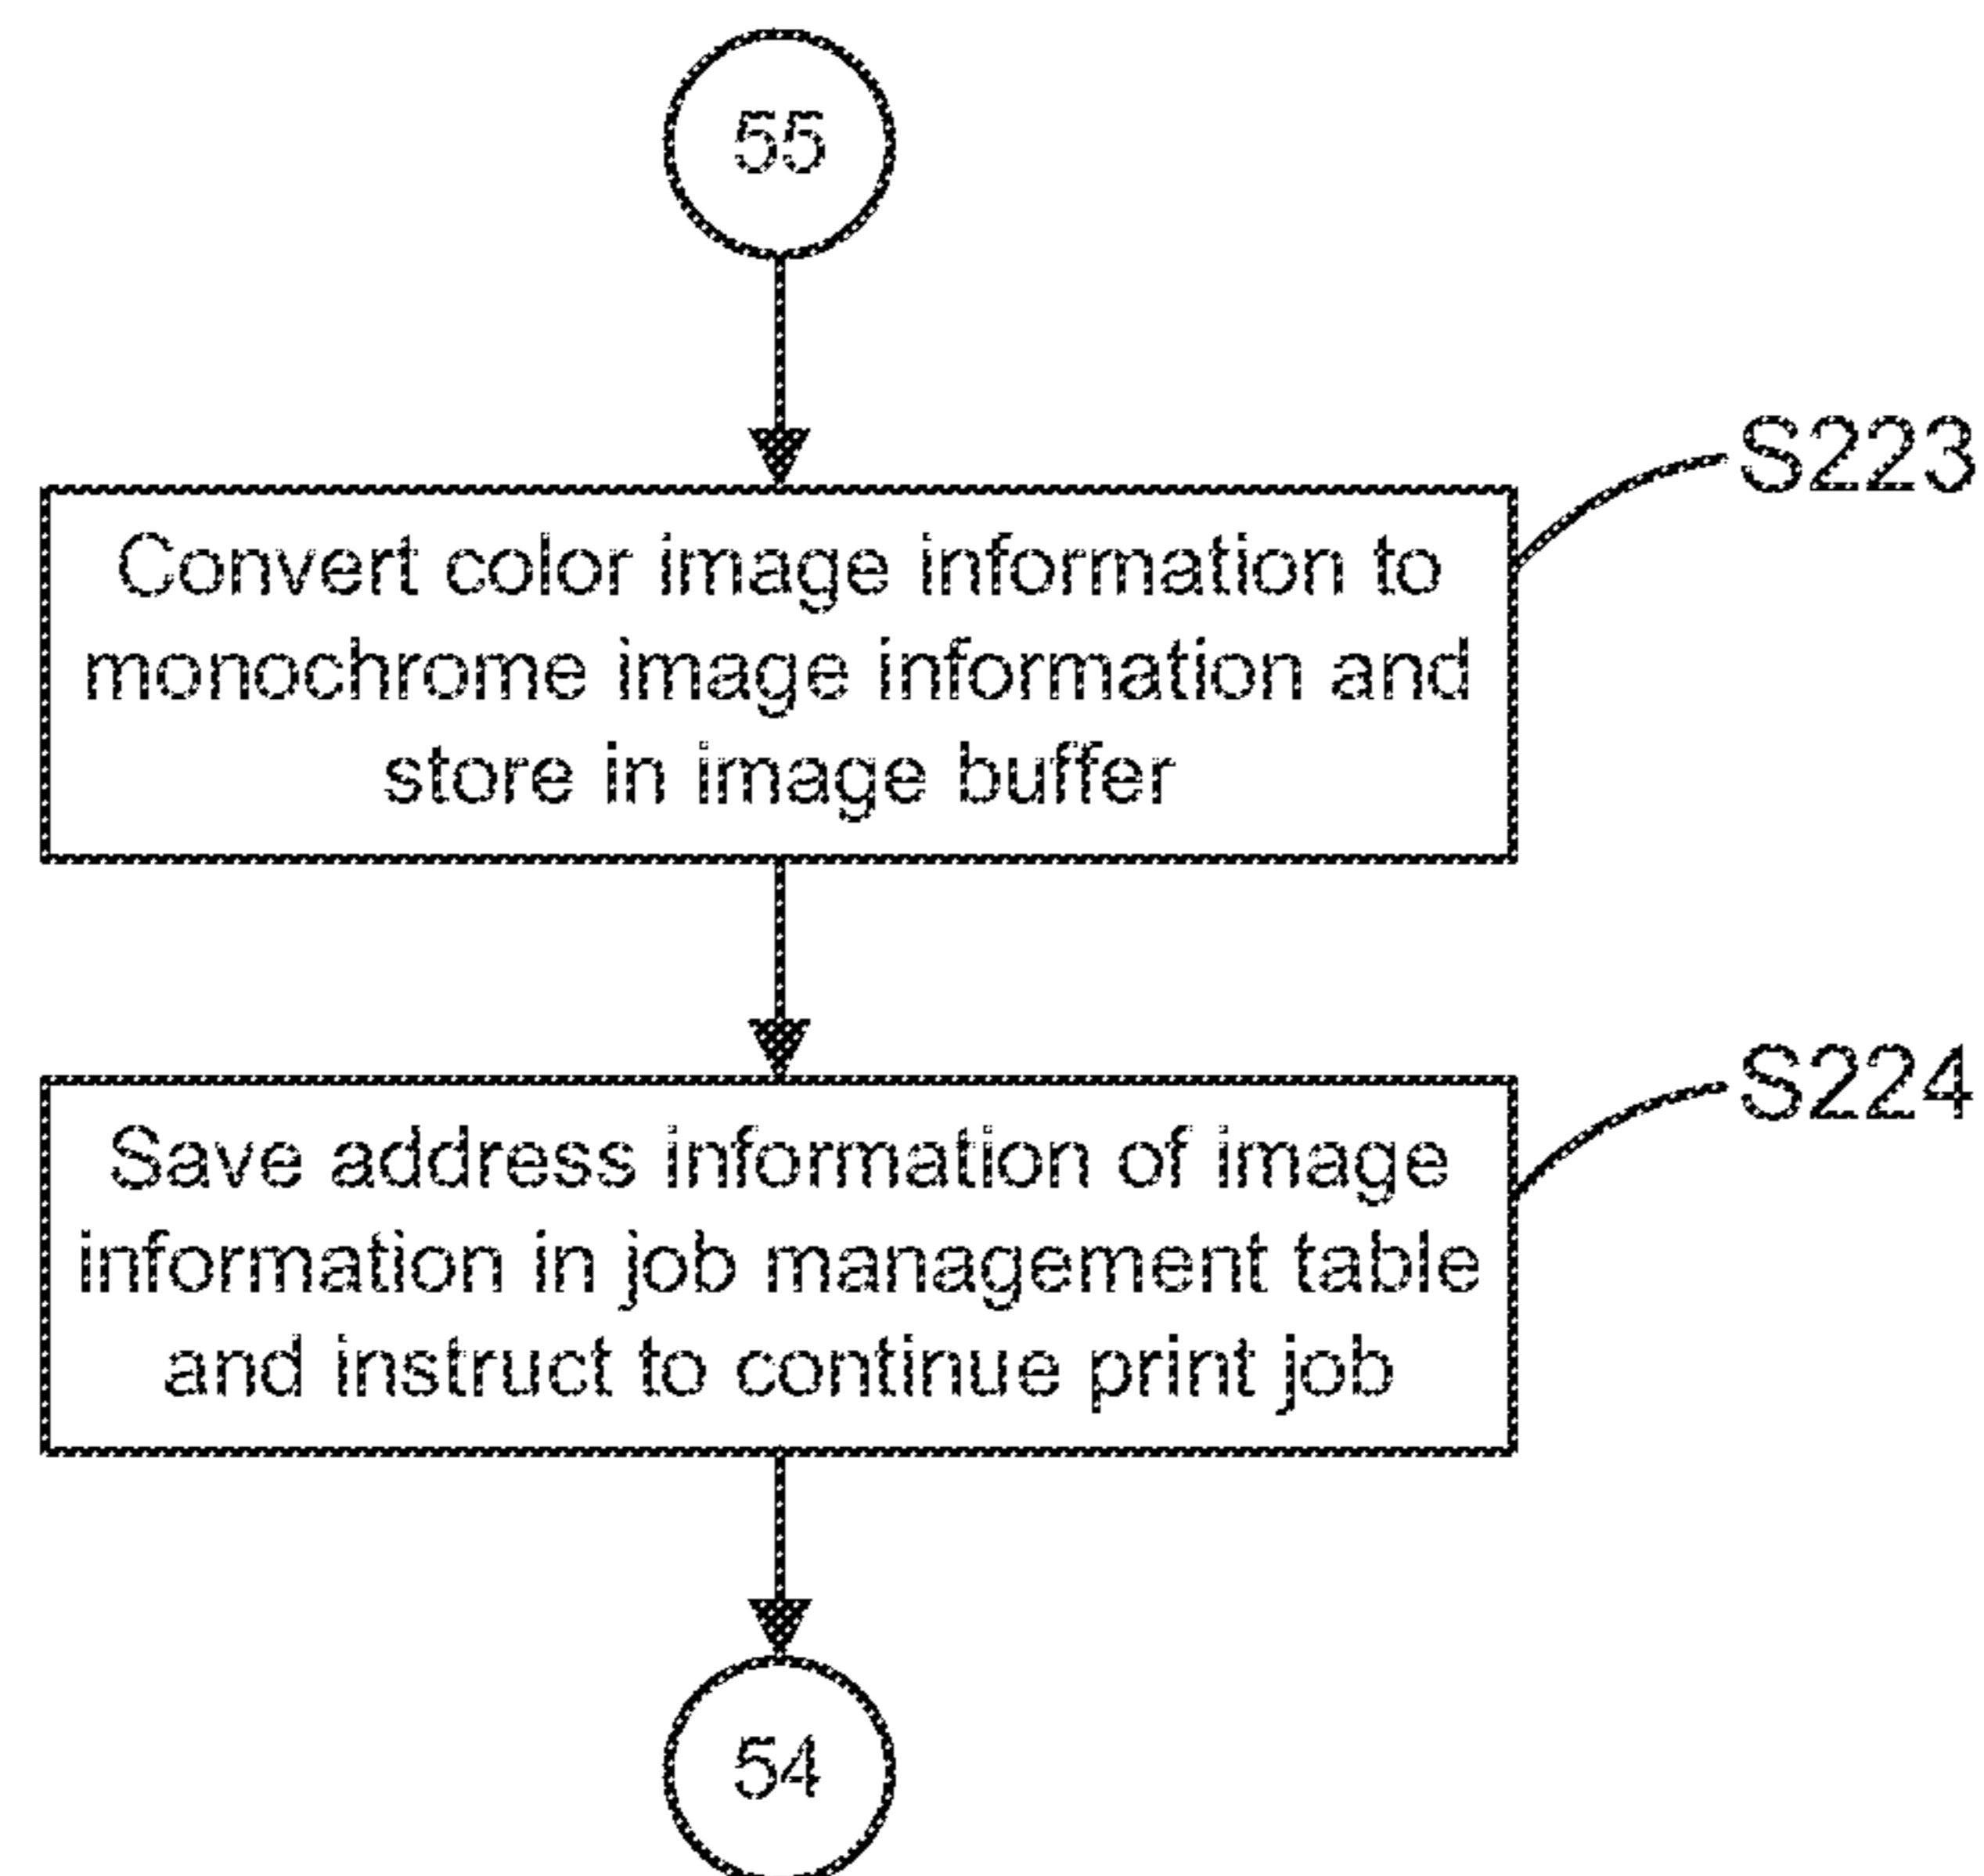 55
S223
Convert color image information to
monochrome image information and
store in image buffer
S224
Save address information of image
information in job management table
and instruct to continue print job
54